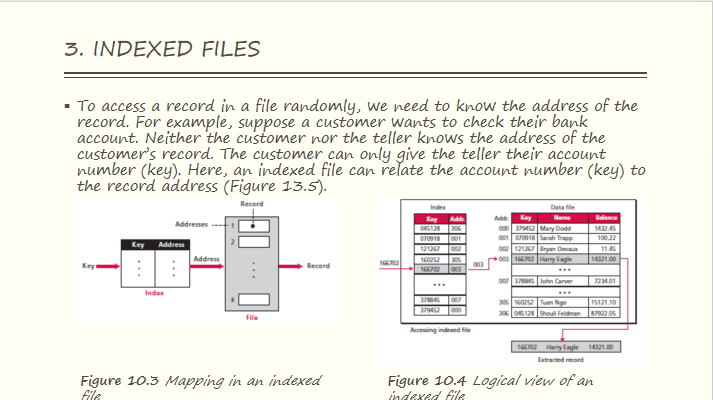 3. INDEXED FILES
▪ To access a record in a file randomly, we need to know the address of the
record. For example, suppose a customer wants to check their bank
account. Neither the customer nor the teller knows the address of the
customer's record. The customer can only give the teller their account
number (key). Here, an indexed file can relate the account number (key) to
the record address (Figure 13.5).
Record
Addresses
1
2
Key Address
Address
Key
Record
Index
k
File
Index
Key Addr.
045128 306
070918 001
121267 002
160252 305
166702 003
378845 007
379452 000
166702
003
Data file
Addr. Key Name Balance
000 379452 Mary Dodd 1432.45
001 070918 Sarah Trapp 100.22
002 121267 Bryan Devaux 11.45
003 166702 Harry Eagle 14321.00
007 378845 John Carver 7234.01
305 160252 Tuan Ngo 15121.10
306 045128 Shouli Feldman 87922.05
Accessing indexed file
166702 Harry Eagle 14321.00
Extracted record
Figure 10.3 Mapping in an indexed
file
Figure 10.4 Logical view of an
indexed file